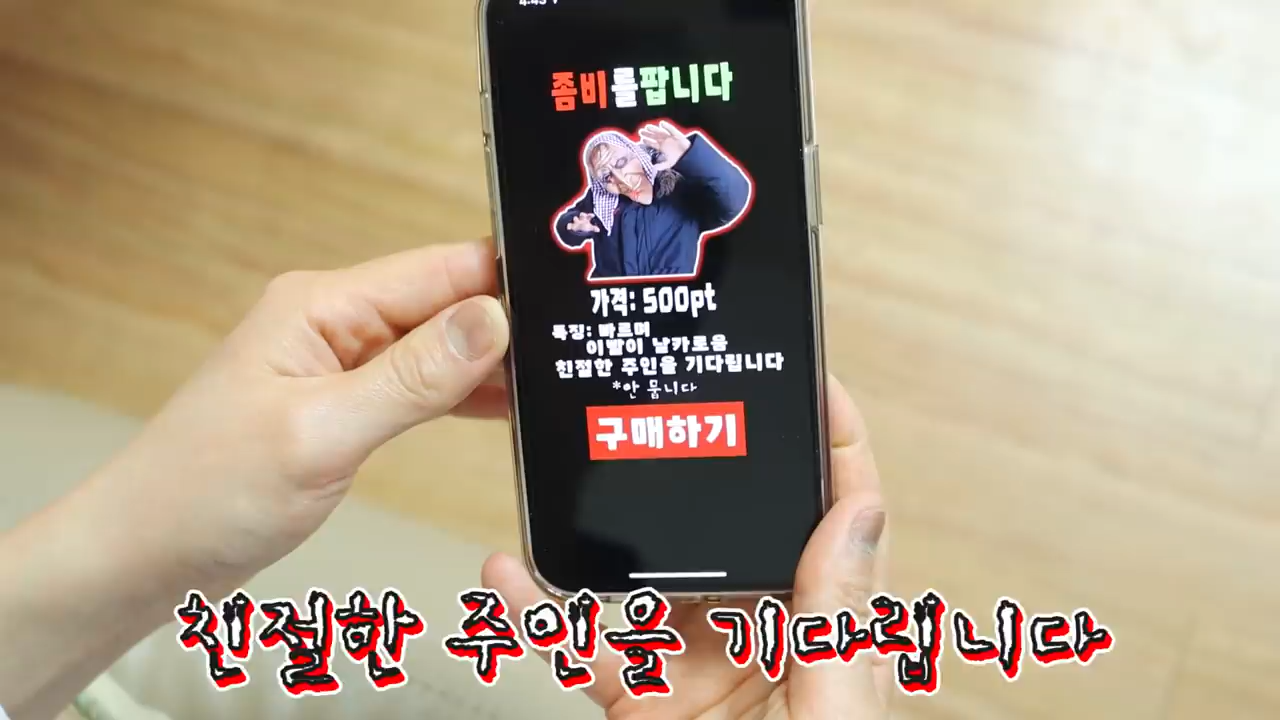 4:45
좀비를팝니다
가격: 500pt
특징: 빠르며
이빨이 날카로움
친절한 주인을 기다립니다
*안 뭅니다
구매하기
친절한 주인을 기다립니다